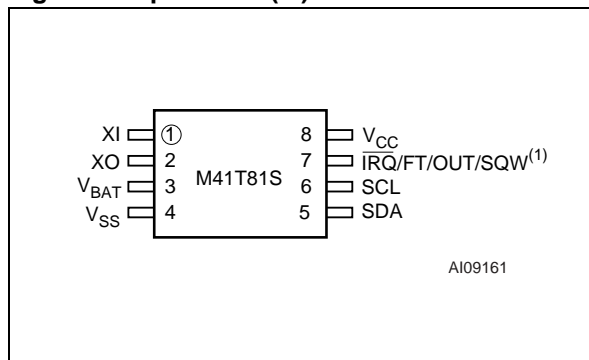 XI 1 8 VCC
XO 2 M41T81S 7 IRQ/FT/OUT/SQW(1)
VBAT 3 6 SCL
VSS 4 5 SDA
AI09161